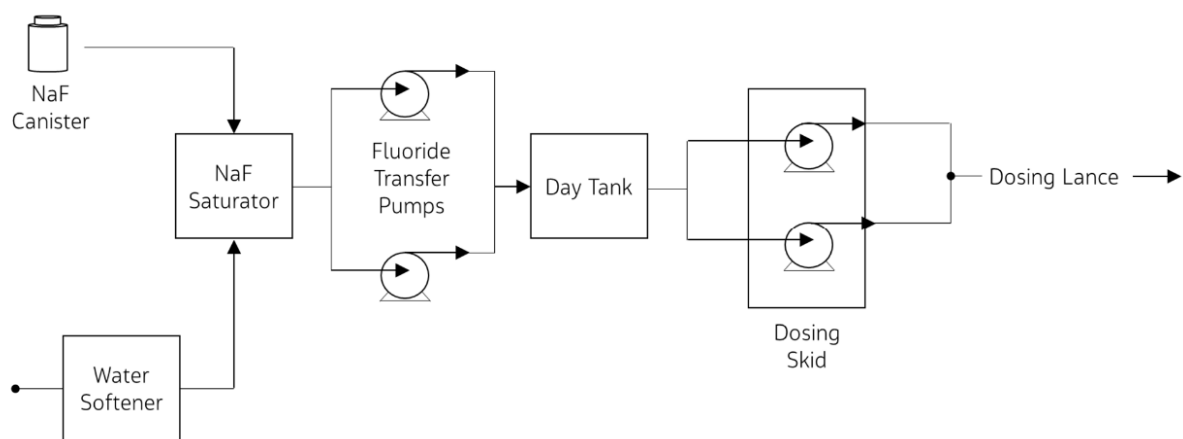 NaF
Canister
NaF
Saturator
Fluoride
Transfer
Pumps
Day Tank
Dosing Lance
Dosing
Skid
Water
Softener